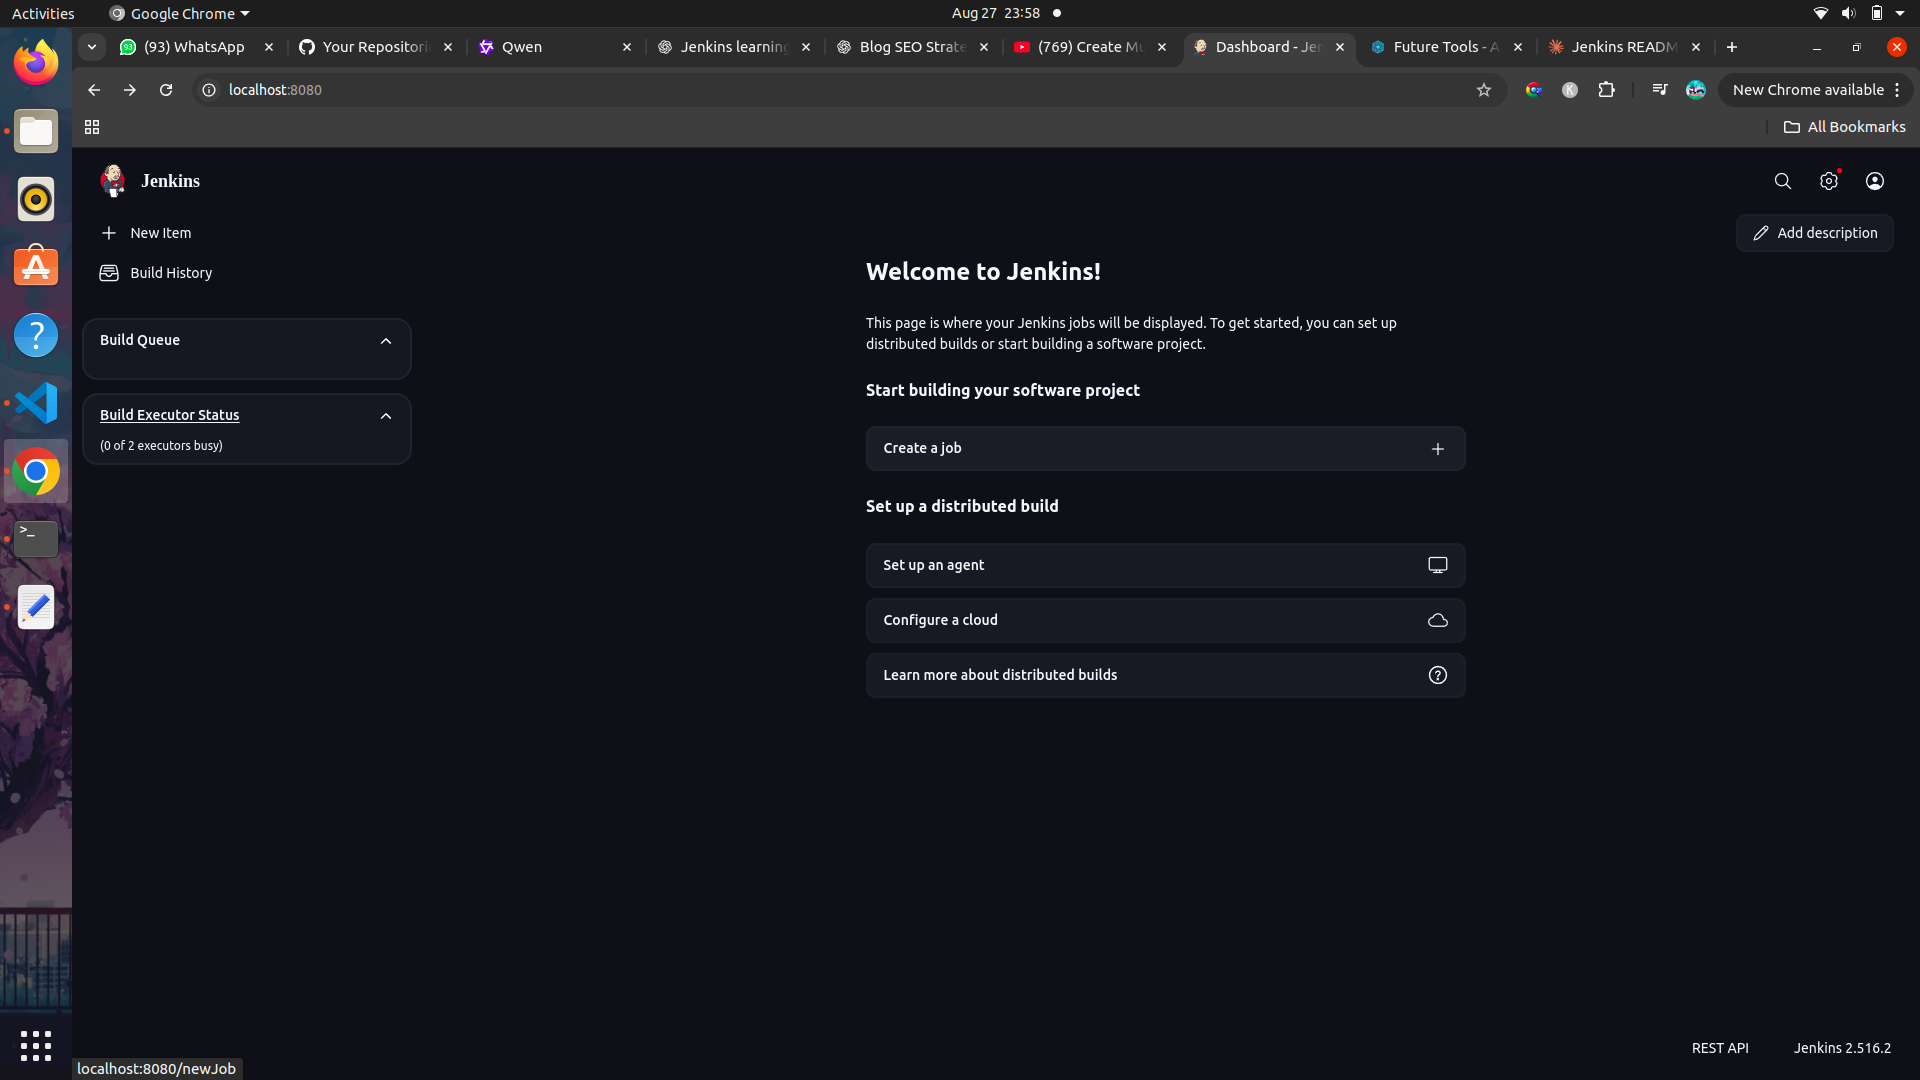 Activities
Google Chrome
Aug 27 23:58
(93) WhatsApp
Your Repositori
Qwen
Jenkins learning
Blog SEO Strate
(769) Create Mu
Dashboard - Jen
Future Tools - A
Jenkins READM
localhost:8080
K
New Chrome available
All Bookmarks
Jenkins
New Item
Add description
Build History
Welcome to Jenkins!
This page is where your Jenkins jobs will be displayed. To get started, you can set up
distributed builds or start building a software project.
Build Queue
Build Executor Status
(0 of 2 executors busy)
Start building your software project
Create a job
Set up a distributed build
Set up an agent
Configure a cloud
Learn more about distributed builds
REST API
Jenkins 2.516.2
localhost:8080/newJob